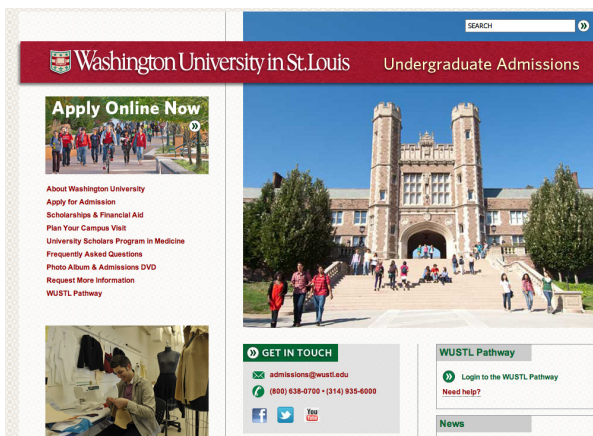 SEARCH
Washington University in St. Louis
Undergraduate Admissions
Apply Online Now
About Washington University
Apply for Admission
Scholarships & Financial Aid
Plan Your Campus Visit
University Scholars Program in Medicine
Frequently Asked Questions
Photo Album & Admissions DVD
Request More Information
WUSTL Pathway
GET IN TOUCH
admissions@wustl.edu
(800) 638-0700 • (314) 935-6000
f
You
Tube
WUSTL Pathway
Login to the WUSTL Pathway
Need help?
News